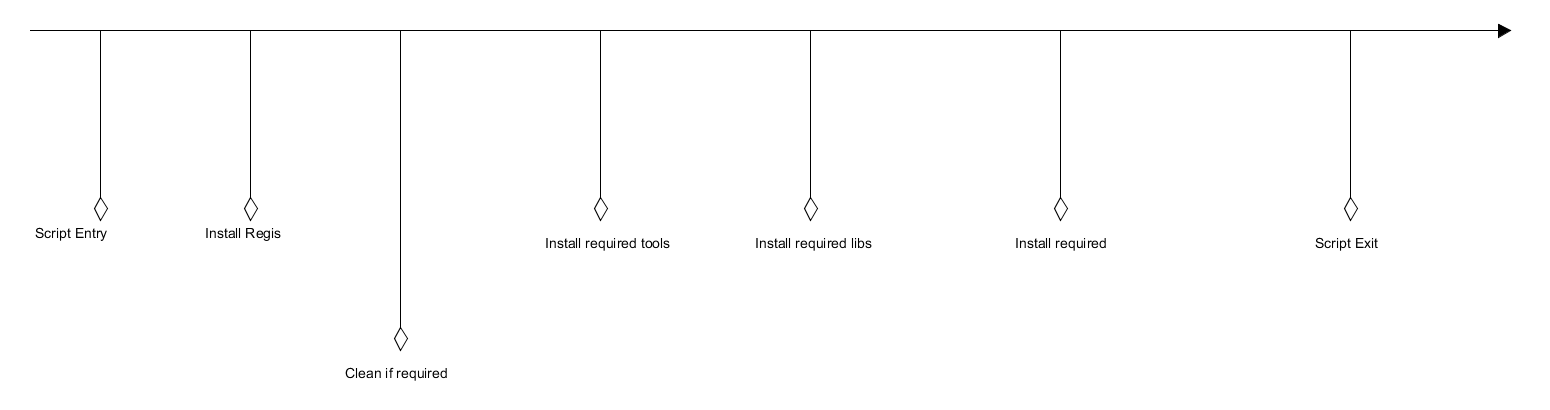 Script Entry
Install Regis
Clean if required
Install required tools
Install required libs
Install required
Script Exit